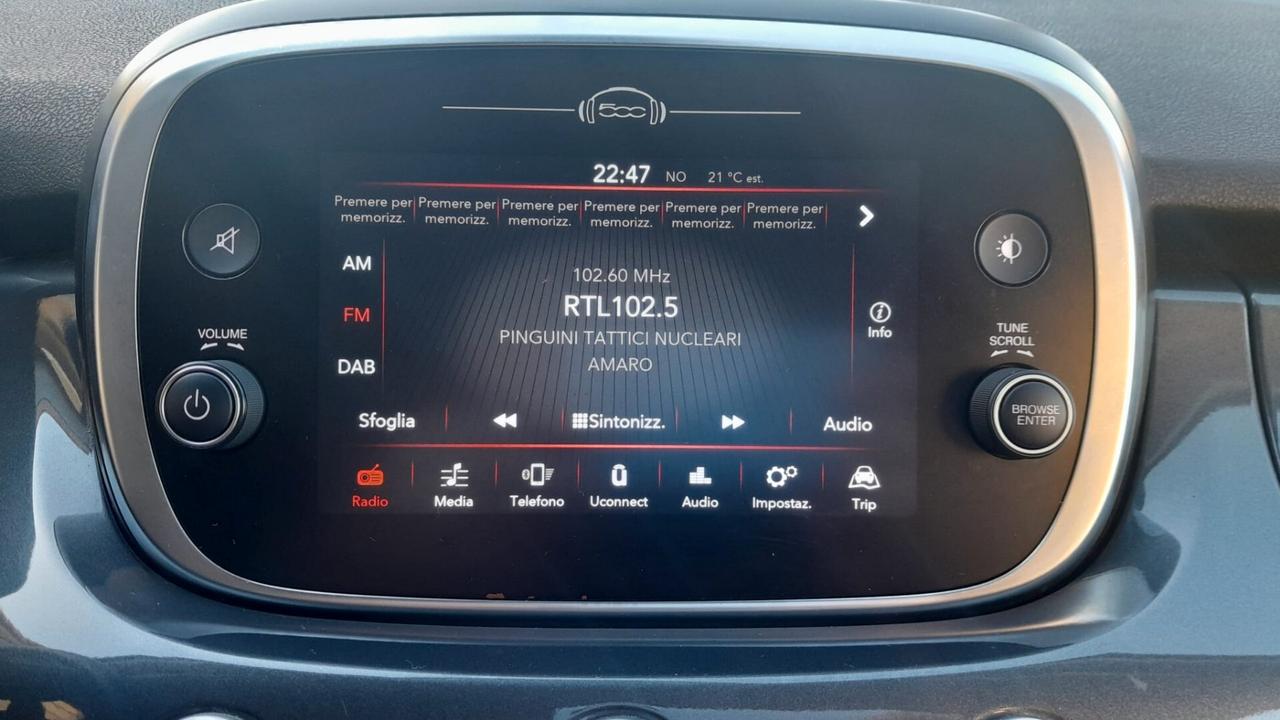 500
22:47 NO 21 °C est.
Premere per memorizz. Premere per memorizz. Premere per memorizz. Premere per memorizz. Premere per memorizz. Premere per memorizz.
AM
102.60 MHz
RTL102.5
FM
Info
PINGUINI TATTICI NUCLEARI
VOLUME
TUNE
SCROLL
DAB
AMARO
BROWSE
ENTER
Sfoglia Sintonizz. Audio
Radio Media Telefono Uconnect Audio Impostaz. Trip